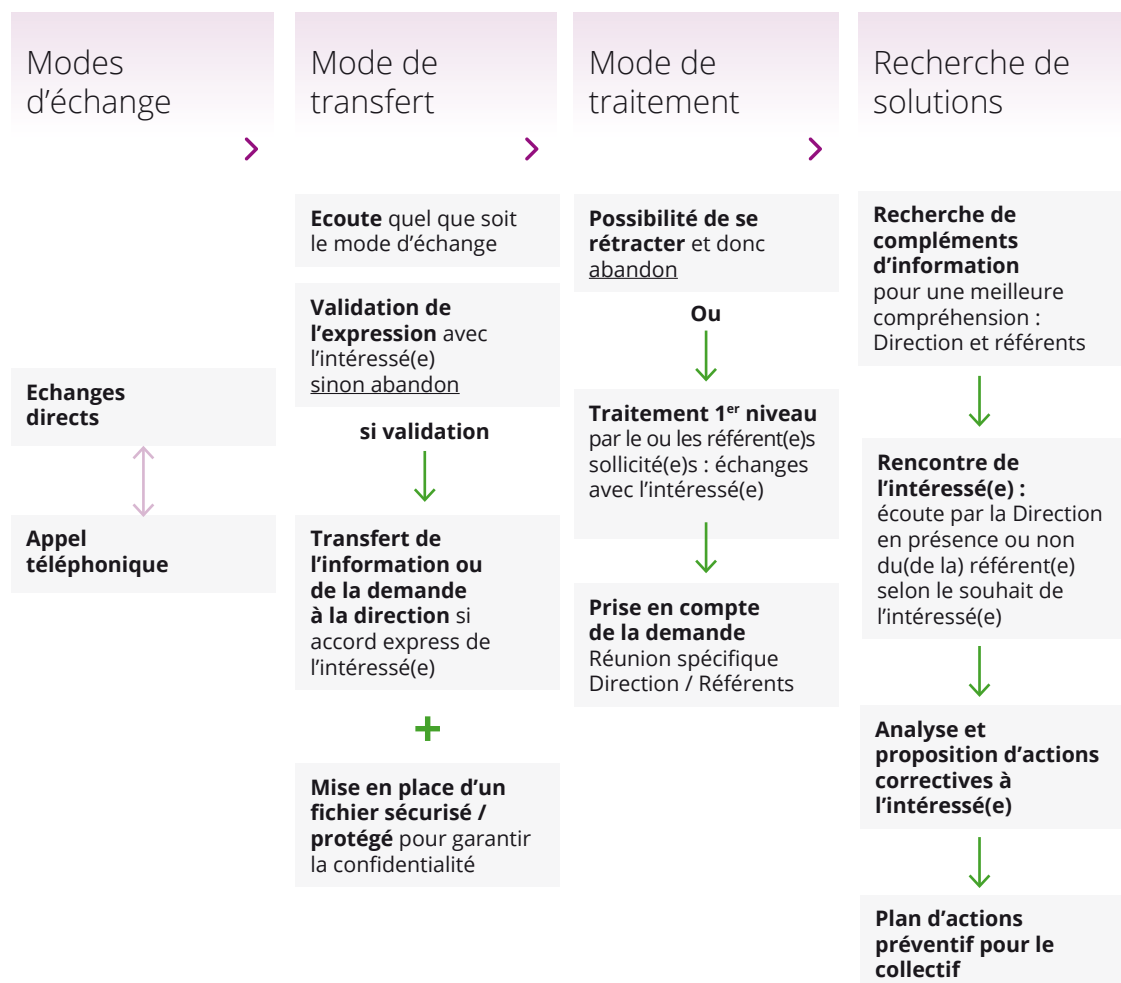 Modes
d’échange
Mode de
transfert
Mode de
traitement
Recherche de
solutions
Echanges
directs
Appel
téléphonique
Ecoute quel que soit
le mode d’échange
Validation de
l’expression avec
l’intéressé(e)
sinon abandon
si validation
Transfert de
l’information ou
de la demande
à la direction si
accord express de
l’intéressé(e)
+
Mise en place d’un
fichier sécurisé /
protégé pour garantir
la confidentialité
Possibilité de se
rétracter et donc
abandon
Ou
Traitement 1er niveau
par le ou les référent(e)s
sollicité(e)s : échanges
avec l’intéressé(e)
Prise en compte
de la demande
Réunion spécifique
Direction / Référents
Recherche de
compléments
d’information
pour une meilleure
compréhension :
Direction et référents
Rencontre de
l’intéressé(e) :
écoute par la Direction
en présence ou non
du(de la) référent(e)
selon le souhait de
l’intéressé(e)
Analyse et
proposition d’actions
correctives à
l’intéressé(e)
Plan d’actions
préventif pour le
collectif